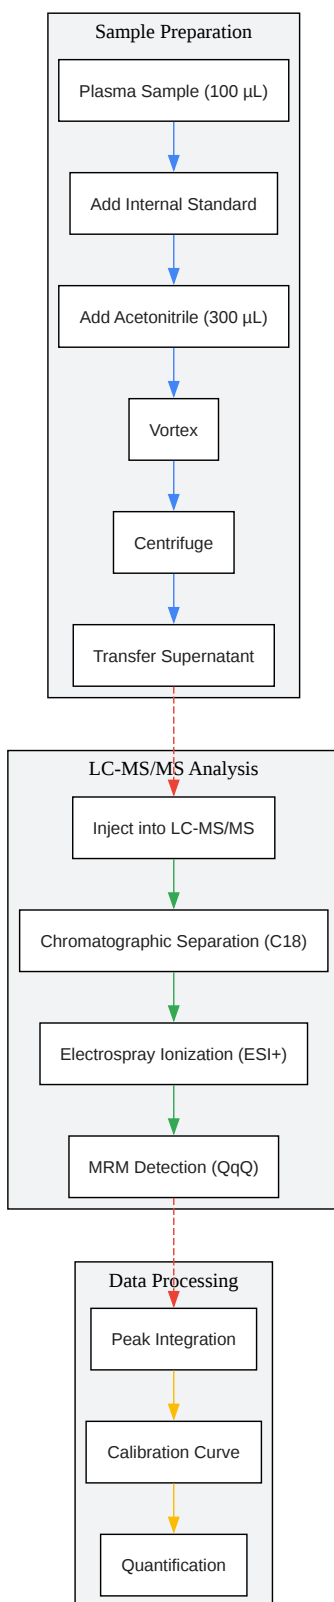 Sample Preparation
Plasma Sample (100 µL)
Add Internal Standard
Add Acetonitrile (300 µL)
Vortex
Centrifuge
Transfer Supernatant
LC-MS/MS Analysis
Inject into LC-MS/MS
Chromatographic Separation (C18)
Electrospray Ionization (ESI+)
MRM Detection (QqQ)
Data Processing
Peak Integration
Calibration Curve
Quantification